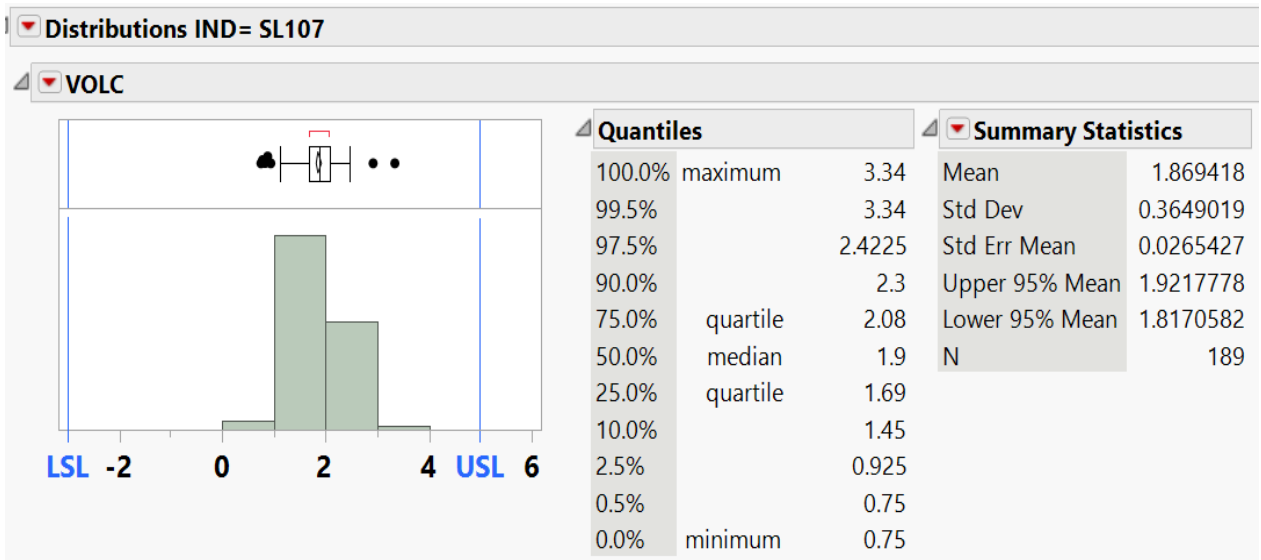 Distributions IND= SL107
VOLC
LSL -2 0 2 4 USL 6
Quantiles
100.0% maximum 3.34
99.5% 3.34
97.5% 2.4225
90.0% 2.3
75.0% quartile 2.08
50.0% median 1.9
25.0% quartile 1.69
10.0% 1.45
2.5% 0.925
0.5% 0.75
0.0% minimum 0.75
Summary Statistics
Mean 1.869418
Std Dev 0.3649019
Std Err Mean 0.0265427
Upper 95% Mean 1.9217778
Lower 95% Mean 1.8170582
N 189